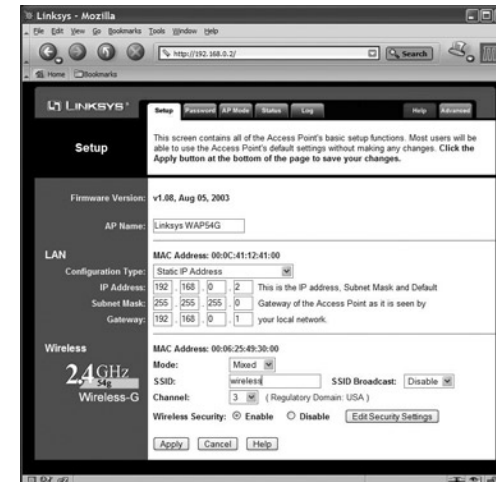 Linksys - Mozilla
File Edit View Go Bookmarks Tools Window Help
http://192.168.0.2/ Search
Home Bookmarks
LINKSYS®
Setup Password AP Mode Status Log Help Advanced
Setup
This screen contains all of the Access Point's basic setup functions. Most users will be
able to use the Access Point's default settings without making any changes. Click the
Apply button at the bottom of the page to save your changes.
Firmware Version: v1.08, Aug 05, 2003
AP Name: Linksys WAP54G
LAN MAC Address: 00:0C:41:12:41:00
Configuration Type: Static IP Address
IP Address: 192 . 168 . 0 . 2 This is the IP address, Subnet Mask and Default
Subnet Mask: 255 . 255 . 255 . 0 Gateway of the Access Point as it is seen by
Gateway: 192 . 168 . 0 . 1 your local network.
Wireless MAC Address: 00:06:25:49:30:00
Mode: Mixed
SSID: wireless SSID Broadcast: Disable
2.4GHz
54g
Wireless-G
Channel: 3 ( Regulatory Domain: USA )
Wireless Security: Enable Disable Edit Security Settings
Apply Cancel Help